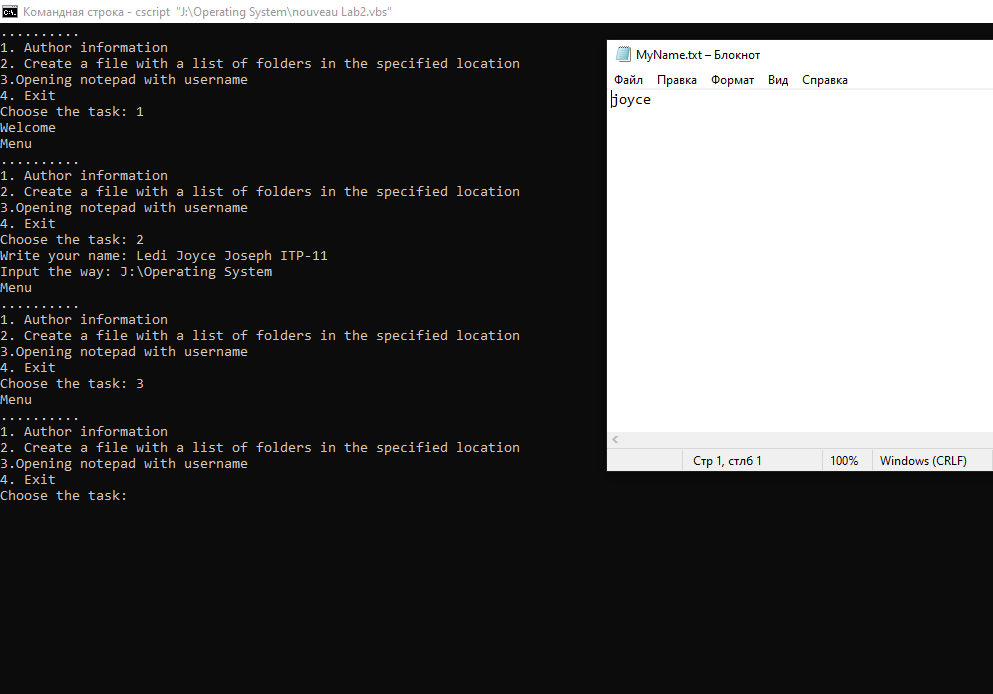 Командная строка - cscript "J:\Operating System\nouveau Lab2.vbs"
..........
1. Author information
2. Create a file with a list of folders in the specified location
3.Opening notepad with username
4. Exit
Choose the task: 1
Welcome
Menu
..........
1. Author information
2. Create a file with a list of folders in the specified location
3.Opening notepad with username
4. Exit
Choose the task: 2
Write your name: Ledi Joyce Joseph ITP-11
Input the way: J:\Operating System
Menu
..........
1. Author information
2. Create a file with a list of folders in the specified location
3.Opening notepad with username
4. Exit
Choose the task: 3
Menu
..........
1. Author information
2. Create a file with a list of folders in the specified location
3.Opening notepad with username
4. Exit
Choose the task:
MyName.txt – Блокнот
Файл Правка Формат Вид Справка
joyce
Стр 1, стлб 1 100% Windows (CRLF)